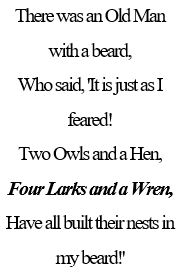 There was an Old Man
with a beard,
Who said, 'It is just as I
feared!
Two Owls and a Hen,
Four Larks and a Wren,
Have all built their nests in
my beard!'